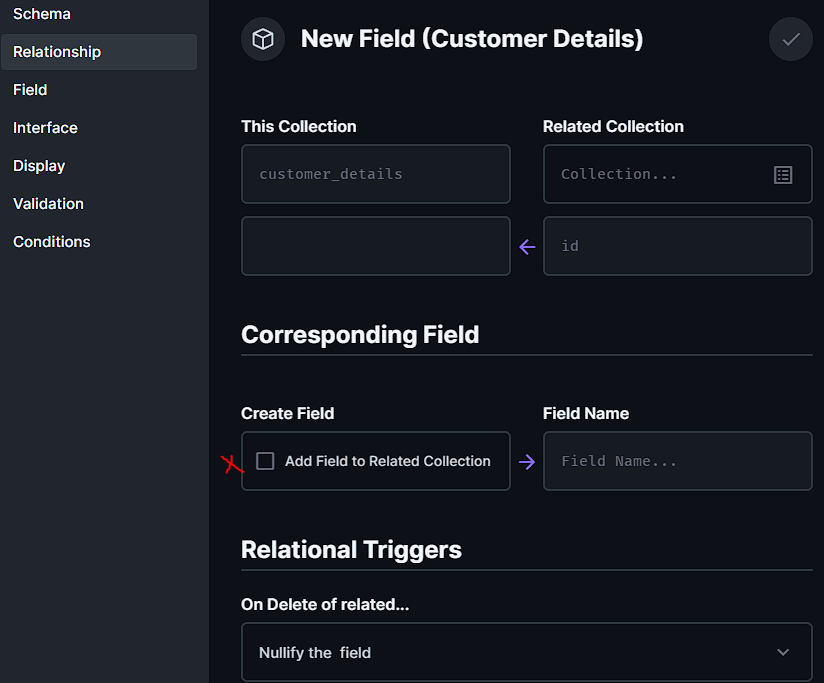 Schema
Relationship
Field
Interface
Display
Validation
Conditions
New Field (Customer Details)
This Collection
Related Collection
customer_details
Collection...
id
Corresponding Field
Create Field
Field Name
Add Field to Related Collection
Field Name...
Relational Triggers
On Delete of related...
Nullify the field